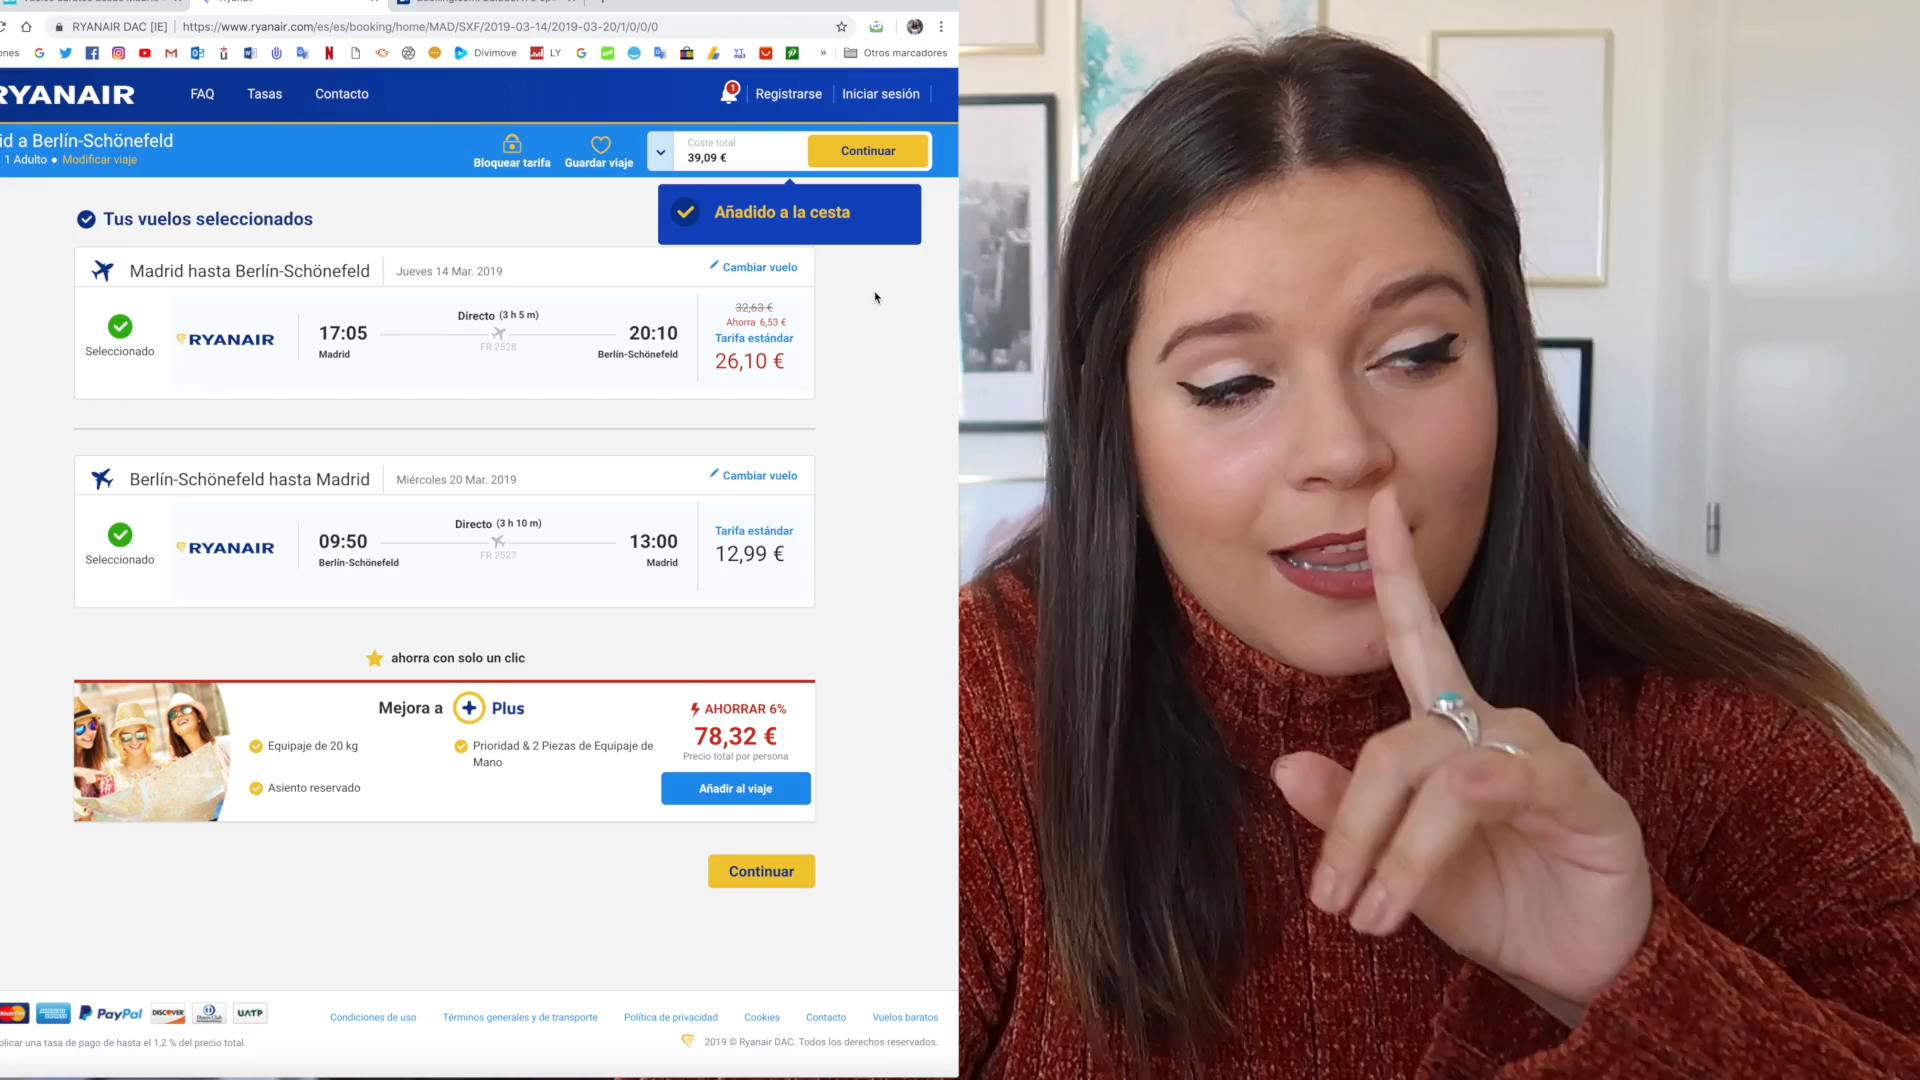 RYANAIR DAC [IE] https://www.ryanair.com/es/es/booking/home/MAD/SXF/2019-03-14/2019-03-20/1/0/0/0
Divimove
LY
» Otros marcadores
RYANAIR
FAQ Tasas Contacto
1 Registrarse Iniciar sesión
id a Berlín-Schönefeld
1 Adulto • Modificar viaje
Bloquear tarifa
Guardar viaje
Coste total
39,09 €
Continuar
Añadido a la cesta
Tus vuelos seleccionados
Madrid hasta Berlín-Schönefeld
Jueves 14 Mar. 2019
Cambiar vuelo
Seleccionado
RYANAIR
17:05
Madrid
Directo (3 h 5 m)
FR 2528
20:10
Berlín-Schönefeld
32,63 €
Ahorra 6,53 €
Tarifa estándar
26,10 €
Berlín-Schönefeld hasta Madrid
Miércoles 20 Mar. 2019
Cambiar vuelo
Seleccionado
RYANAIR
09:50
Berlín-Schönefeld
Directo (3 h 10 m)
FR 2527
13:00
Madrid
Tarifa estándar
12,99 €
ahorra con solo un clic
Mejora a + Plus
Equipaje de 20 kg
Prioridad & 2 Piezas de Equipaje de
Mano
Asiento reservado
AHORRAR 6%
78,32 €
Precio total por persona
Añadir al viaje
Continuar
PayPal
DISCOVER
UATP
Condiciones de uso
Términos generales y de transporte
Política de privacidad
Cookies
Contacto
Vuelos baratos
plicar una tasa de pago de hasta el 1,2 % del precio total
2019 © Ryanair DAC. Todos los derechos reservados.